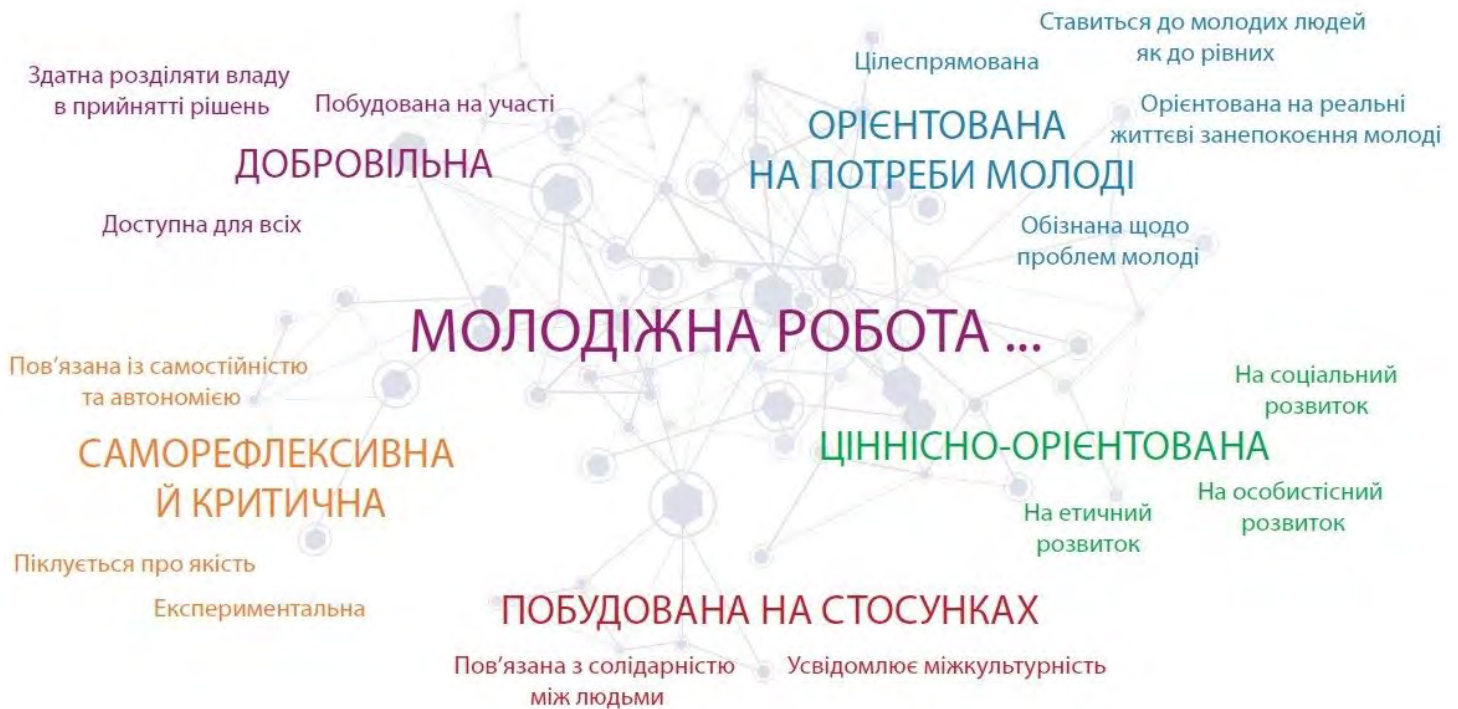 Здатна розділяти владу
в прийнятті рішень
Побудована на участі
ДОБРОВІЛЬНА
Доступна для всіх
Ставиться до молодих людей
як до рівних
Цілеспрямована
Орієнтована на реальні
життєві занепокоєння молоді
ОРІЄНТОВАНА
НА ПОТРЕБИ МОЛОДІ
Обізнана щодо
проблем молоді
МОЛОДІЖНА РОБОТА ...
Пов’язана із самостійністю
та автономією
САМОРЕФЛЕКСИВНА
Й КРИТИЧНА
Піклується про якість
Експериментальна
На соціальний
розвиток
ЦІННІСНО-ОРІЄНТОВАНА
На особистісний
розвиток
На етичний
розвиток
ПОБУДОВАНА НА СТОСУНКАХ
Пов’язана з солідарністю
між людьми
Усвідомлює міжкультурність